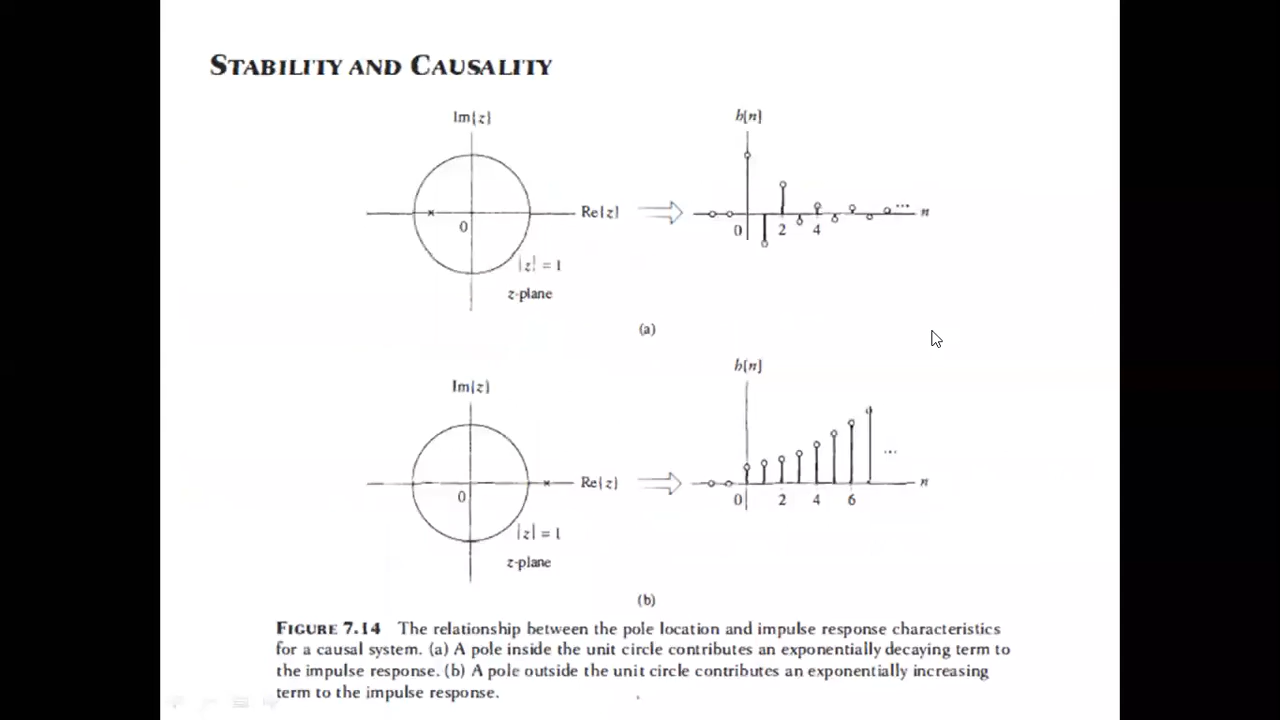 STABILITY AND CAUSALITY
Im{z}
h[n]
Re{z}
n
0
0 2 4
...
|z| = 1
z-plane
(a)
h[n]
Im{z}
Re{z}
n
...
0
0 2 4 6
|z| = 1
z-plane
(b)
FIGURE 7.14 The relationship between the pole location and impulse response characteristics
for a causal system. (a) A pole inside the unit circle contributes an exponentially decaying term to
the impulse response. (b) A pole outside the unit circle contributes an exponentially increasing
term to the impulse response.